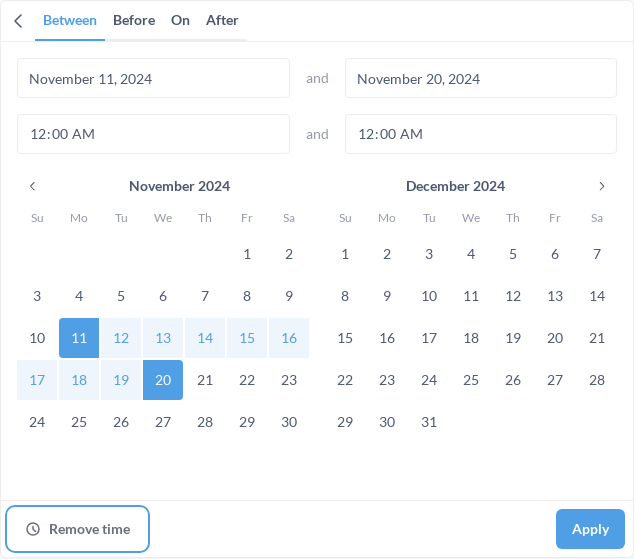 Between Before On After
November 11, 2024 and November 20, 2024
12:00 AM and 12:00 AM
November 2024 December 2024
Su Mo Tu We Th Fr Sa Su Mo Tu We Th Fr Sa
1 2 1 2 3 4 5 6 7
3 4 5 6 7 8 9 8 9 10 11 12 13 14
10 11 12 13 14 15 16 15 16 17 18 19 20 21
17 18 19 20 21 22 23 22 23 24 25 26 27 28
24 25 26 27 28 29 30 29 30 31
Remove time Apply